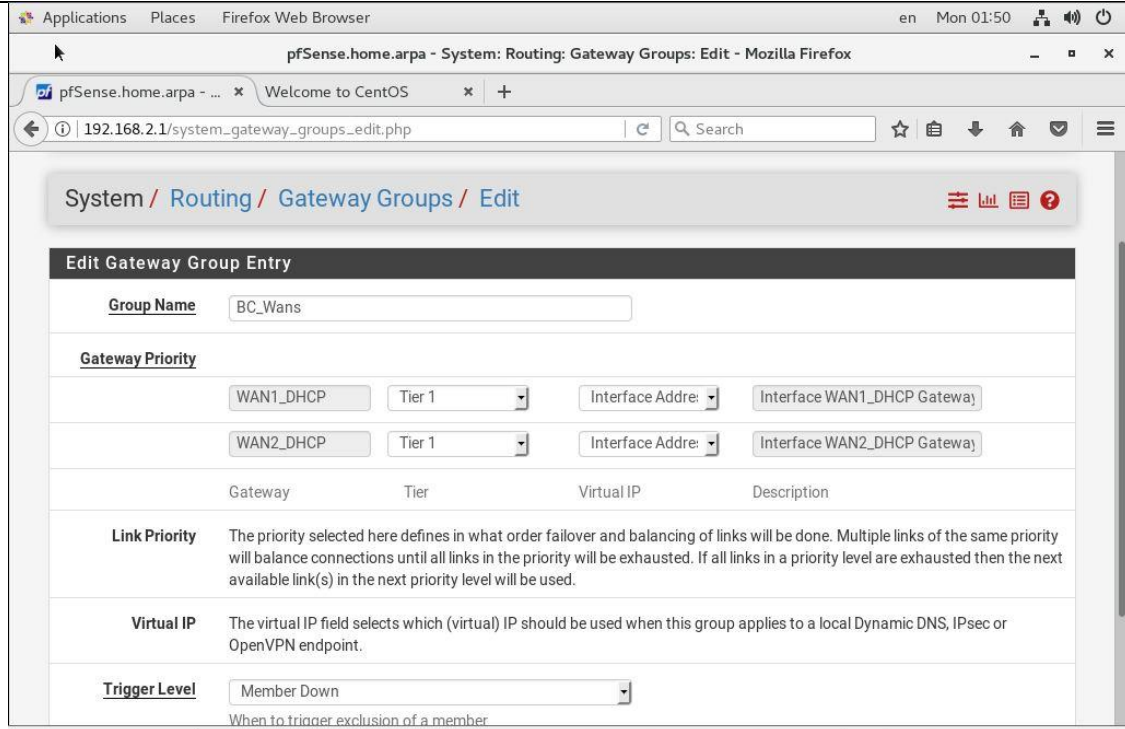 Applications Places Firefox Web Browser en Mon 01:50
pfSense.home.arpa - System: Routing: Gateway Groups: Edit - Mozilla Firefox
pf pfSense.home.arpa - ... × Welcome to CentOS × +
192.168.2.1/system_gateway_groups_edit.php Search
System / Routing / Gateway Groups / Edit
Edit Gateway Group Entry
Group Name BC_Wans
Gateway Priority
WAN1_DHCP Tier 1 Interface Addre Interface WAN1_DHCP Gateway
WAN2_DHCP Tier 1 Interface Addre Interface WAN2_DHCP Gateway
Gateway Tier Virtual IP Description
Link Priority The priority selected here defines in what order failover and balancing of links will be done. Multiple links of the same priority
will balance connections until all links in the priority will be exhausted. If all links in a priority level are exhausted then the next
available link(s) in the next priority level will be used.
Virtual IP The virtual IP field selects which (virtual) IP should be used when this group applies to a local Dynamic DNS, IPsec or
OpenVPN endpoint.
Trigger Level Member Down
When to trigger exclusion of a member